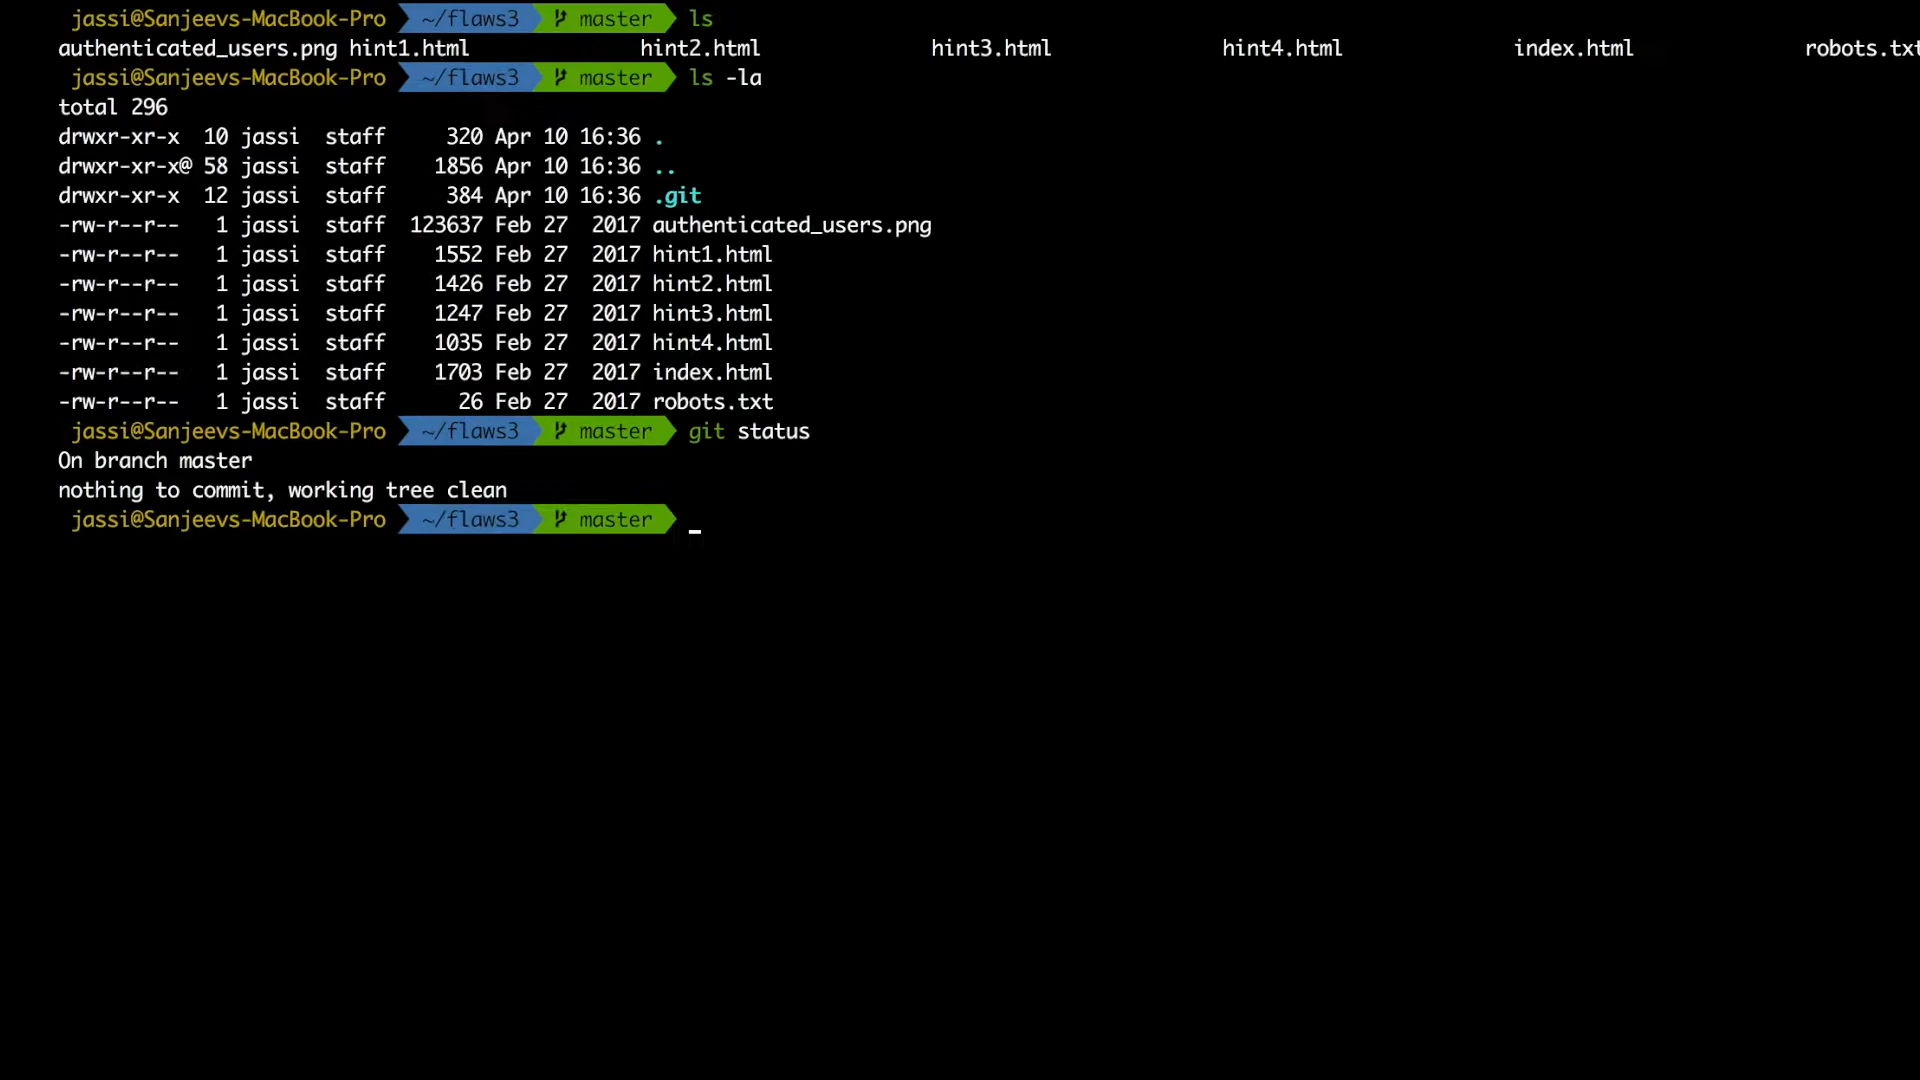 jassi@Sanjeevs-MacBook-Pro ~/flaws3 master ls
authenticated_users.png hint1.html hint2.html hint3.html hint4.html index.html robots.txt
jassi@Sanjeevs-MacBook-Pro ~/flaws3 master ls -la
total 296
drwxr-xr-x 10 jassi staff 320 Apr 10 16:36 .
drwxr-xr-x@ 58 jassi staff 1856 Apr 10 16:36 ..
drwxr-xr-x 12 jassi staff 384 Apr 10 16:36 .git
-rw-r--r-- 1 jassi staff 123637 Feb 27 2017 authenticated_users.png
-rw-r--r-- 1 jassi staff 1552 Feb 27 2017 hint1.html
-rw-r--r-- 1 jassi staff 1426 Feb 27 2017 hint2.html
-rw-r--r-- 1 jassi staff 1247 Feb 27 2017 hint3.html
-rw-r--r-- 1 jassi staff 1035 Feb 27 2017 hint4.html
-rw-r--r-- 1 jassi staff 1703 Feb 27 2017 index.html
-rw-r--r-- 1 jassi staff 26 Feb 27 2017 robots.txt
jassi@Sanjeevs-MacBook-Pro ~/flaws3 master git status
On branch master
nothing to commit, working tree clean
jassi@Sanjeevs-MacBook-Pro ~/flaws3 master